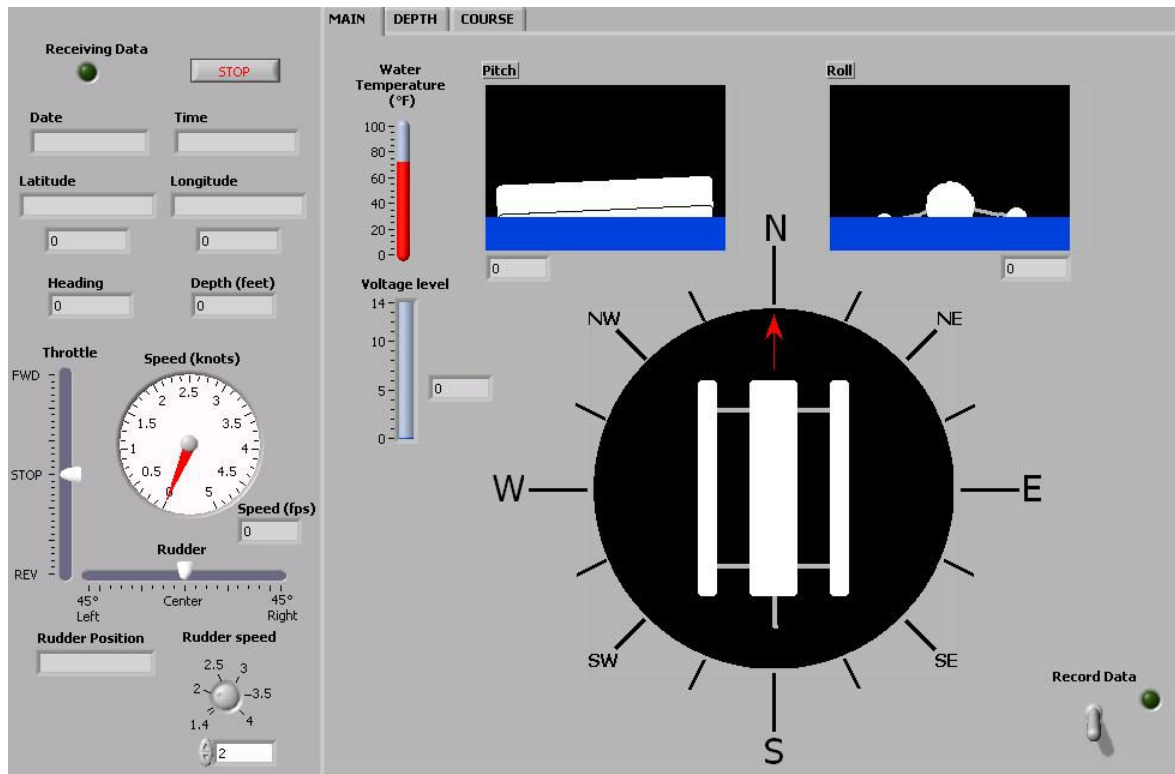 MAIN DEPTH COURSE
Receiving Data
STOP
Date Time
Latitude Longitude
0 0
Heading Depth (feet)
0 0
Throttle
FWD
STOP
REV
Speed (knots)
0 0.5 1 1.5 2 2.5 3 3.5 4 4.5 5
Speed (fps)
0
Rudder
45° Center 45°
Left Right
Rudder Position
Rudder speed
1.4 2 2.5 3 3.5 4
2
Water
Temperature
(°F)
100
80
60
40
20
0
Voltage level
14
10
5
0
0
Pitch
0
Roll
0
N
NW NE
W E
SW SE
S
Record Data